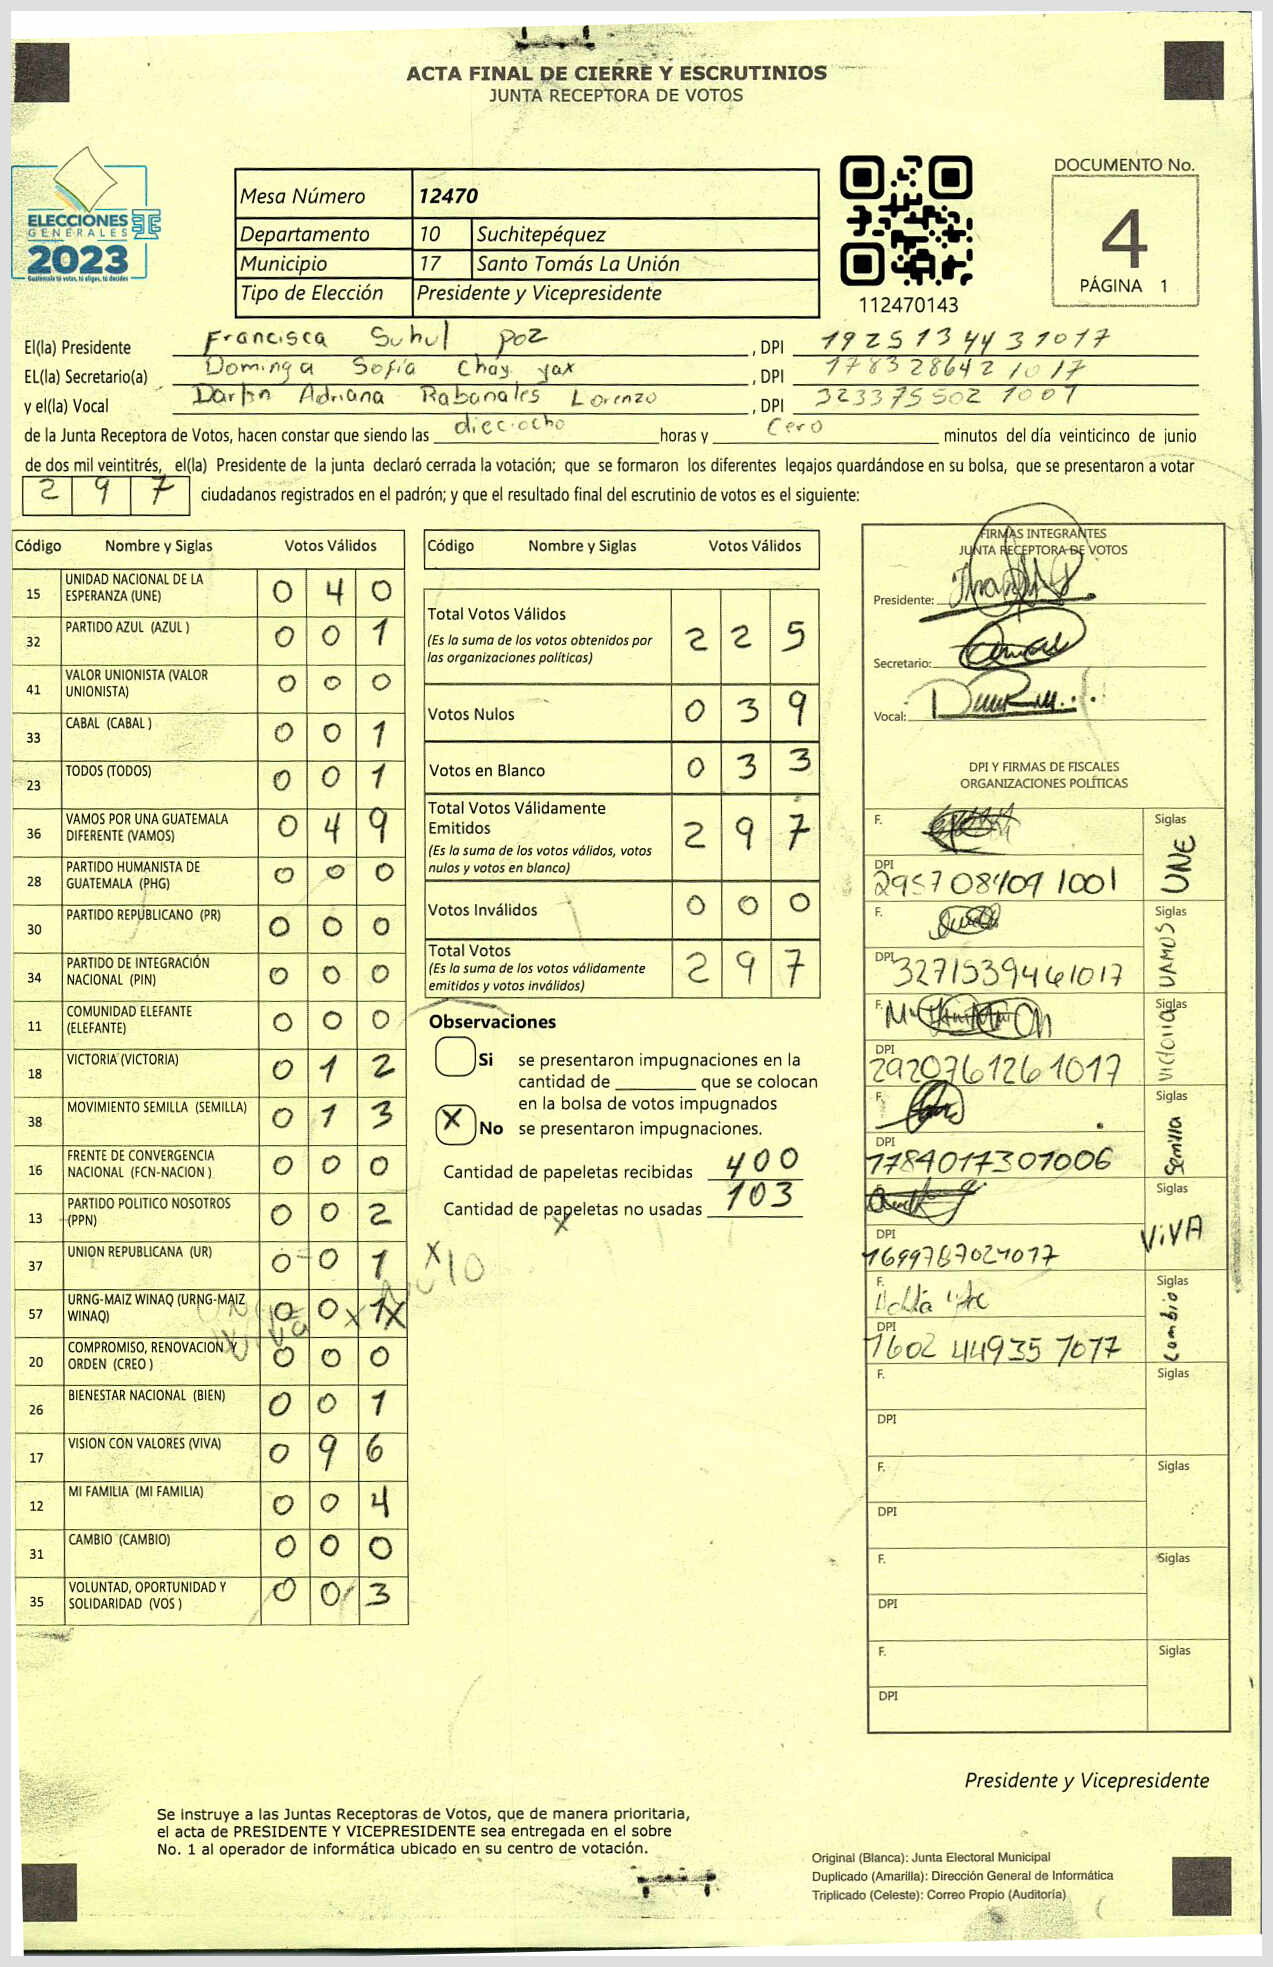 ACTA FINAL DE CIERRE Y ESCRUTINIOS
JUNTA RECEPTORA DE VOTOS
ELECCIONES
GENERALES
2023
Guatemala tú votas, tú eliges, tú decides
Mesa Número 12470
Departamento 10 Suchitepéquez
Municipio 17 Santo Tomás La Unión
Tipo de Elección Presidente y Vicepresidente
112470143
DOCUMENTO No.
4
PÁGINA 1
El(la) Presidente Francisca Suhul poz , DPI 1925134431017
EL(la) Secretario(a) Dominga Sofía Chay yax , DPI 1783286421017
y el(la) Vocal Adriana Rabanales Lorenzo , DPI 3233755021001
de la Junta Receptora de Votos, hacen constar que siendo las dieciocho horas y cero minutos del día veinticinco de junio
de dos mil veintitrés, el(la) Presidente de la junta declaró cerrada la votación; que se formaron los diferentes legajos guardándose en su bolsa, que se presentaron a votar
297 ciudadanos registrados en el padrón; y que el resultado final del escrutinio de votos es el siguiente:
Código Nombre y Siglas Votos Válidos
15 UNIDAD NACIONAL DE LA ESPERANZA (UNE) 0 4 0
32 PARTIDO AZUL (AZUL ) 0 0 1
41 VALOR UNIONISTA (VALOR UNIONISTA) 0 0 0
33 CABAL (CABAL ) 0 0 1
23 TODOS (TODOS) 0 0 1
36 VAMOS POR UNA GUATEMALA DIFERENTE (VAMOS) 0 4 9
28 PARTIDO HUMANISTA DE GUATEMALA (PHG) 0 0 0
30 PARTIDO REPUBLICANO (PR) 0 0 0
34 PARTIDO DE INTEGRACIÓN NACIONAL (PIN) 0 0 0
11 COMUNIDAD ELEFANTE (ELEFANTE) 0 0 0
18 VICTORIA (VICTORIA) 0 1 2
38 MOVIMIENTO SEMILLA (SEMILLA) 0 1 3
16 FRENTE DE CONVERGENCIA NACIONAL (FCN-NACION ) 0 0 0
13 PARTIDO POLITICO NOSOTROS (PPN) 0 0 2
37 UNION REPUBLICANA (UR) 0 0 1
57 URNG-MAIZ WINAQ (URNG-MAIZ WINAQ) 0 0 1
20 COMPROMISO, RENOVACION Y ORDEN (CREO ) 0 0 0
26 BIENESTAR NACIONAL (BIEN) 0 0 1
17 VISION CON VALORES (VIVA) 0 9 6
12 MI FAMILIA (MI FAMILIA) 0 0 4
31 CAMBIO (CAMBIO) 0 0 0
35 VOLUNTAD, OPORTUNIDAD Y SOLIDARIDAD (VOS ) 0 0 3
Código Nombre y Siglas Votos Válidos
Total Votos Válidos 2 2 5
(Es la suma de los votos obtenidos por
las organizaciones políticas)
Votos Nulos 0 3 9
Votos en Blanco 0 3 3
Total Votos Válidamente
Emitidos 2 9 7
(Es la suma de los votos válidos, votos
nulos y votos en blanco)
Votos Inválidos 0 0 0
Total Votos 2 9 7
(Es la suma de los votos válidamente
emitidos y votos inválidos)
Observaciones
Si se presentaron impugnaciones en la
cantidad de ________ que se colocan
en la bolsa de votos impugnados
X No se presentaron impugnaciones.
Cantidad de papeletas recibidas 400
Cantidad de papeletas no usadas 103
X
X
Nulo
viva
FIRMAS INTEGRANTES
JUNTA RECEPTORA DE VOTOS
Presidente:
Secretario:
Vocal:
DPI Y FIRMAS DE FISCALES
ORGANIZACIONES POLÍTICAS
F. Siglas UNE
DPI 2957084091001
F. Siglas VAMOS
DPI 3271539461017
F. Siglas victoria
DPI 2920761261017
F. Siglas Semilla
DPI 1784017301006
F. Siglas ViVA
DPI 1699787021017
F. Siglas Cambio
DPI 1602 44935 1017
F. Siglas
DPI
F. Siglas
DPI
F. Siglas
DPI
F. Siglas
DPI
Presidente y Vicepresidente
Se instruye a las Juntas Receptoras de Votos, que de manera prioritaria,
el acta de PRESIDENTE Y VICEPRESIDENTE sea entregada en el sobre
No. 1 al operador de informática ubicado en su centro de votación.
Original (Blanca): Junta Electoral Municipal
Duplicado (Amarilla): Dirección General de Informática
Triplicado (Celeste): Correo Propio (Auditoría)